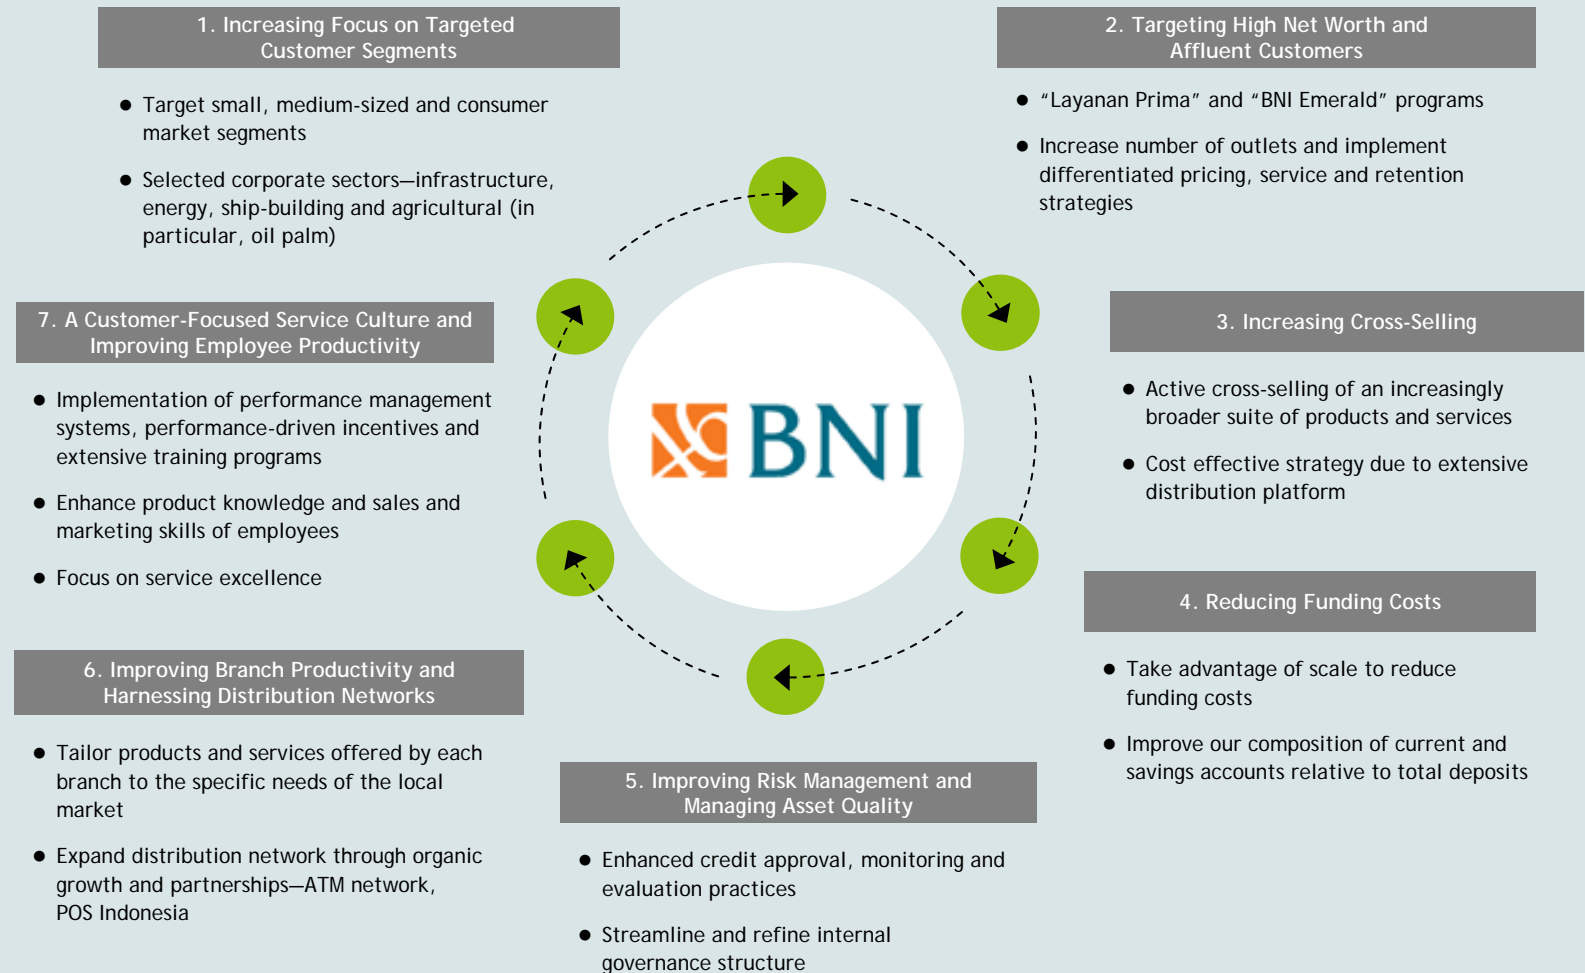 1. Increasing Focus on Targeted
Customer Segments
● Target small, medium-sized and consumer
market segments
● Selected corporate sectors—infrastructure,
energy, ship-building and agricultural (in
particular, oil palm)
2. Targeting High Net Worth and
Affluent Customers
● “Layanan Prima” and “BNI Emerald” programs
● Increase number of outlets and implement
differentiated pricing, service and retention
strategies
3. Increasing Cross-Selling
● Active cross-selling of an increasingly
broader suite of products and services
● Cost effective strategy due to extensive
distribution platform
4. Reducing Funding Costs
● Take advantage of scale to reduce
funding costs
● Improve our composition of current and
savings accounts relative to total deposits
5. Improving Risk Management and
Managing Asset Quality
● Enhanced credit approval, monitoring and
evaluation practices
● Streamline and refine internal
governance structure
6. Improving Branch Productivity and
Harnessing Distribution Networks
● Tailor products and services offered by each
branch to the specific needs of the local
market
● Expand distribution network through organic
growth and partnerships—ATM network,
POS Indonesia
7. A Customer-Focused Service Culture and
Improving Employee Productivity
● Implementation of performance management
systems, performance-driven incentives and
extensive training programs
● Enhance product knowledge and sales and
marketing skills of employees
● Focus on service excellence
BNI